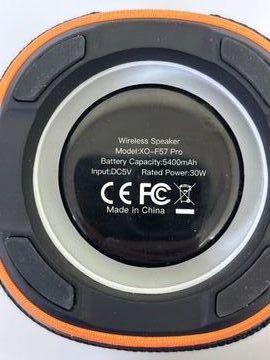 Wireless Speaker
Model:XO-F57 Pro
Battery Capacity:5400mAh
Input:DC5V Rated Power:30W
CE FC
Made in China